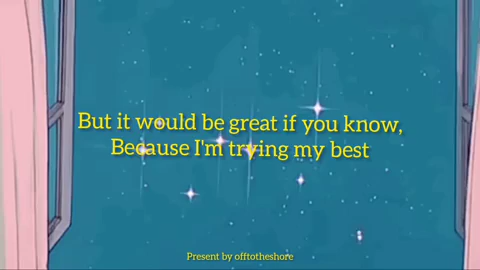 But it would be great if you know,
Because I'm trying my best
Present by offtotheshore